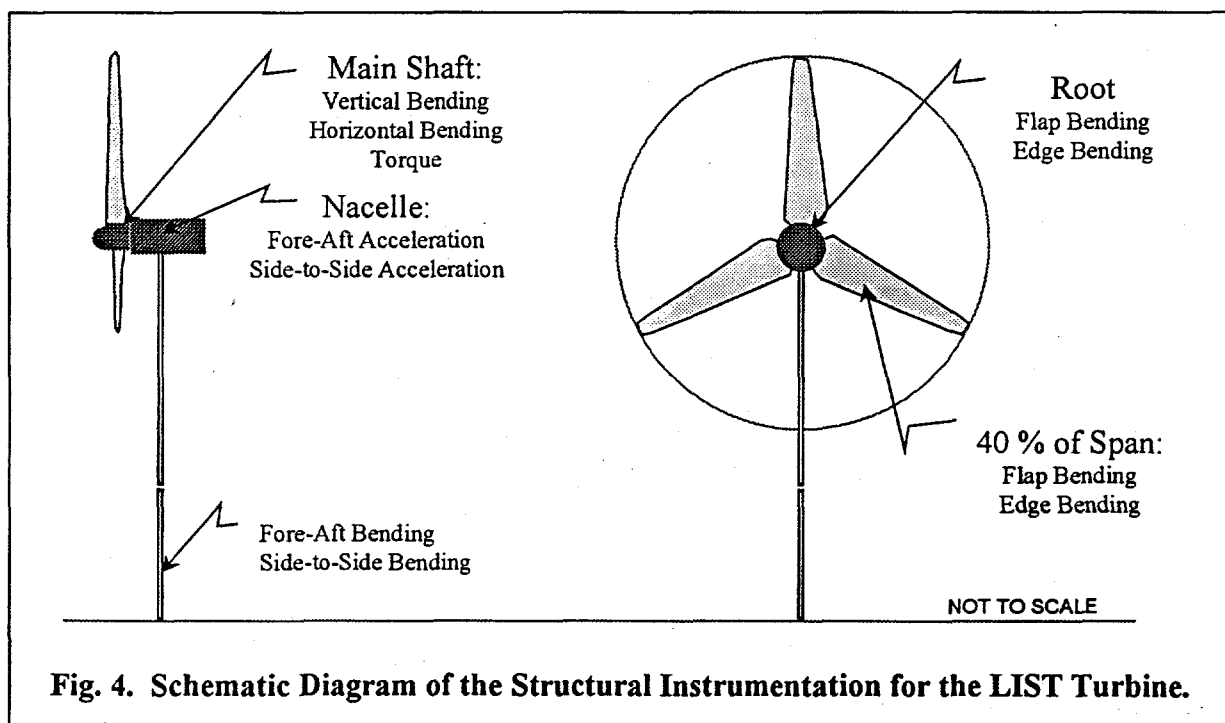 Main Shaft:
Vertical Bending
Horizontal Bending
Torque
Nacelle:
Fore-Aft Acceleration
Side-to-Side Acceleration
Fore-Aft Bending
Side-to-Side Bending
Root
Flap Bending
Edge Bending
40 % of Span:
Flap Bending
Edge Bending
NOT TO SCALE
Fig. 4. Schematic Diagram of the Structural Instrumentation for the LIST Turbine.